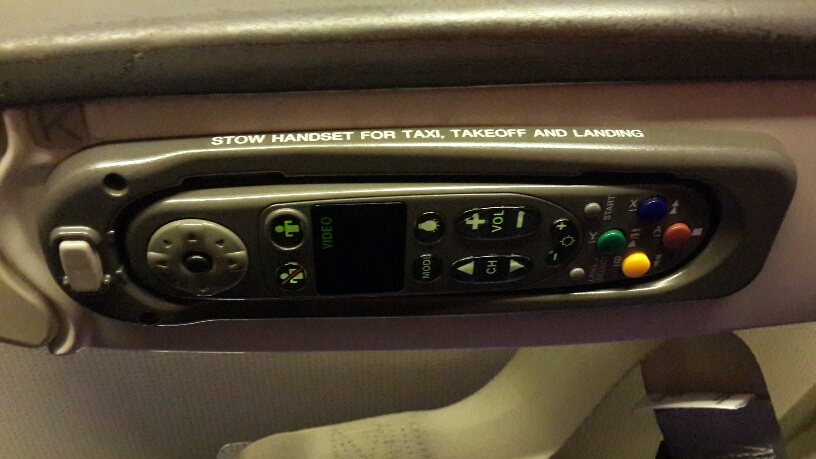 K
STOW HANDSET FOR TAXI, TAKEOFF AND LANDING
VIDEO
MODE
+ VOL -
CH
+
-
START